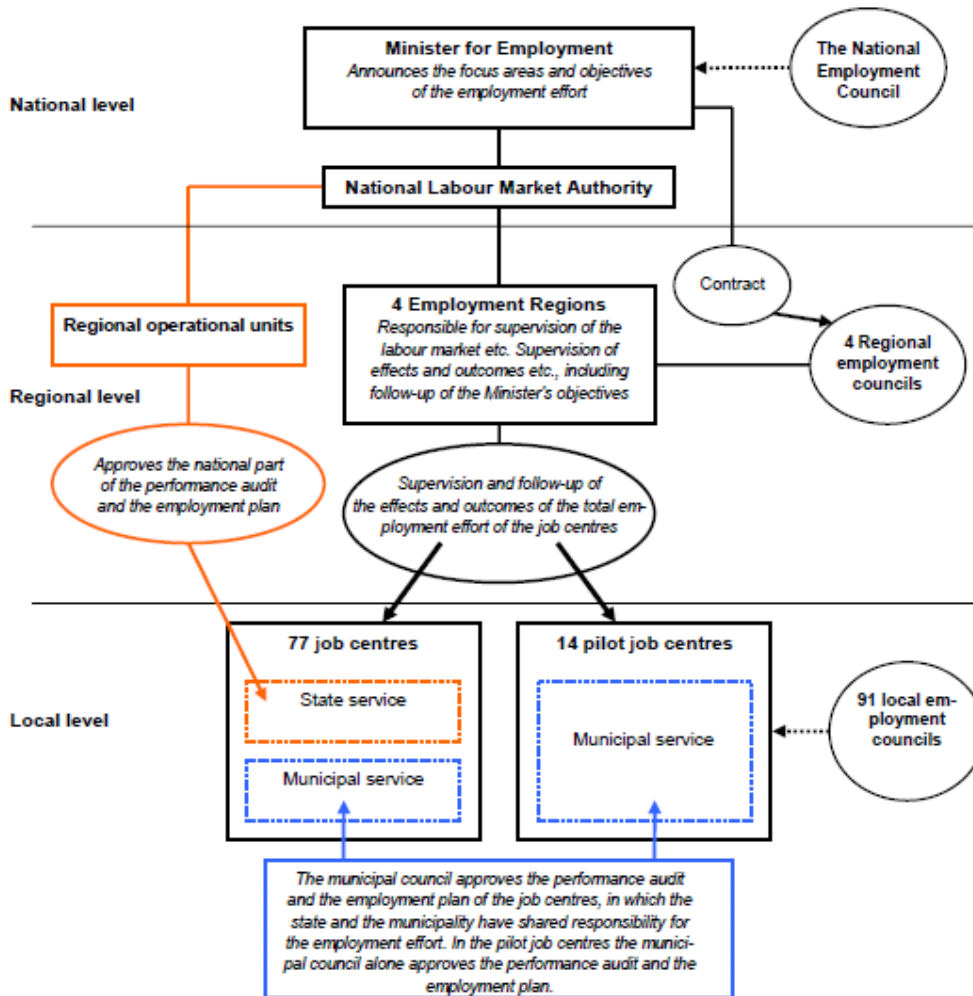 Minister for Employment
Announces the focus areas and objectives
of the employment effort
The National
Employment
Council
National level
National Labour Market Authority
Contract
4 Employment Regions
Responsible for supervision of the
labour market etc. Supervision of
effects and outcomes etc., including
follow-up of the Minister's objectives
Regional operational units
4 Regional
employment
councils
Regional level
Approves the national part
of the performance audit
and the employment plan
Supervision and follow-up of
the effects and outcomes of the total em-
ployment effort of the job centres
77 job centres
14 pilot job centres
State service
Municipal service
Municipal service
91 local em-
ployment
councils
Local level
The municipal council approves the performance audit
and the employment plan of the job centres, in which the
state and the municipality have shared responsibility for
the employment effort. In the pilot job centres the munici-
pal council alone approves the performance audit and the
employment plan.